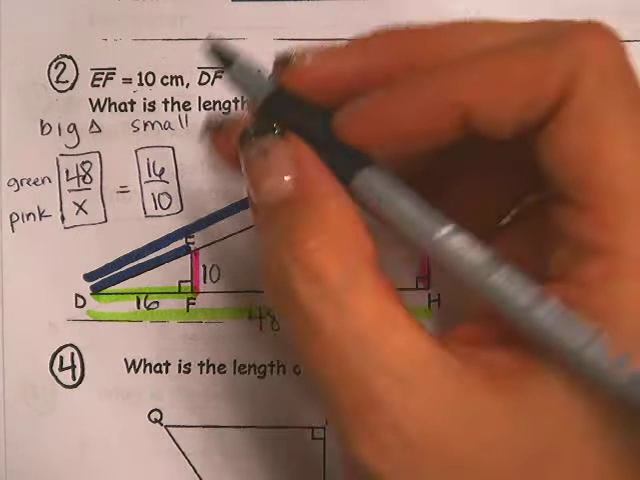 2 EF = 10 cm, DF
What is the length
big Δ small
green 48 = 16
pink x 10
E
10
D 16 F H
48
4 What is the length
Q